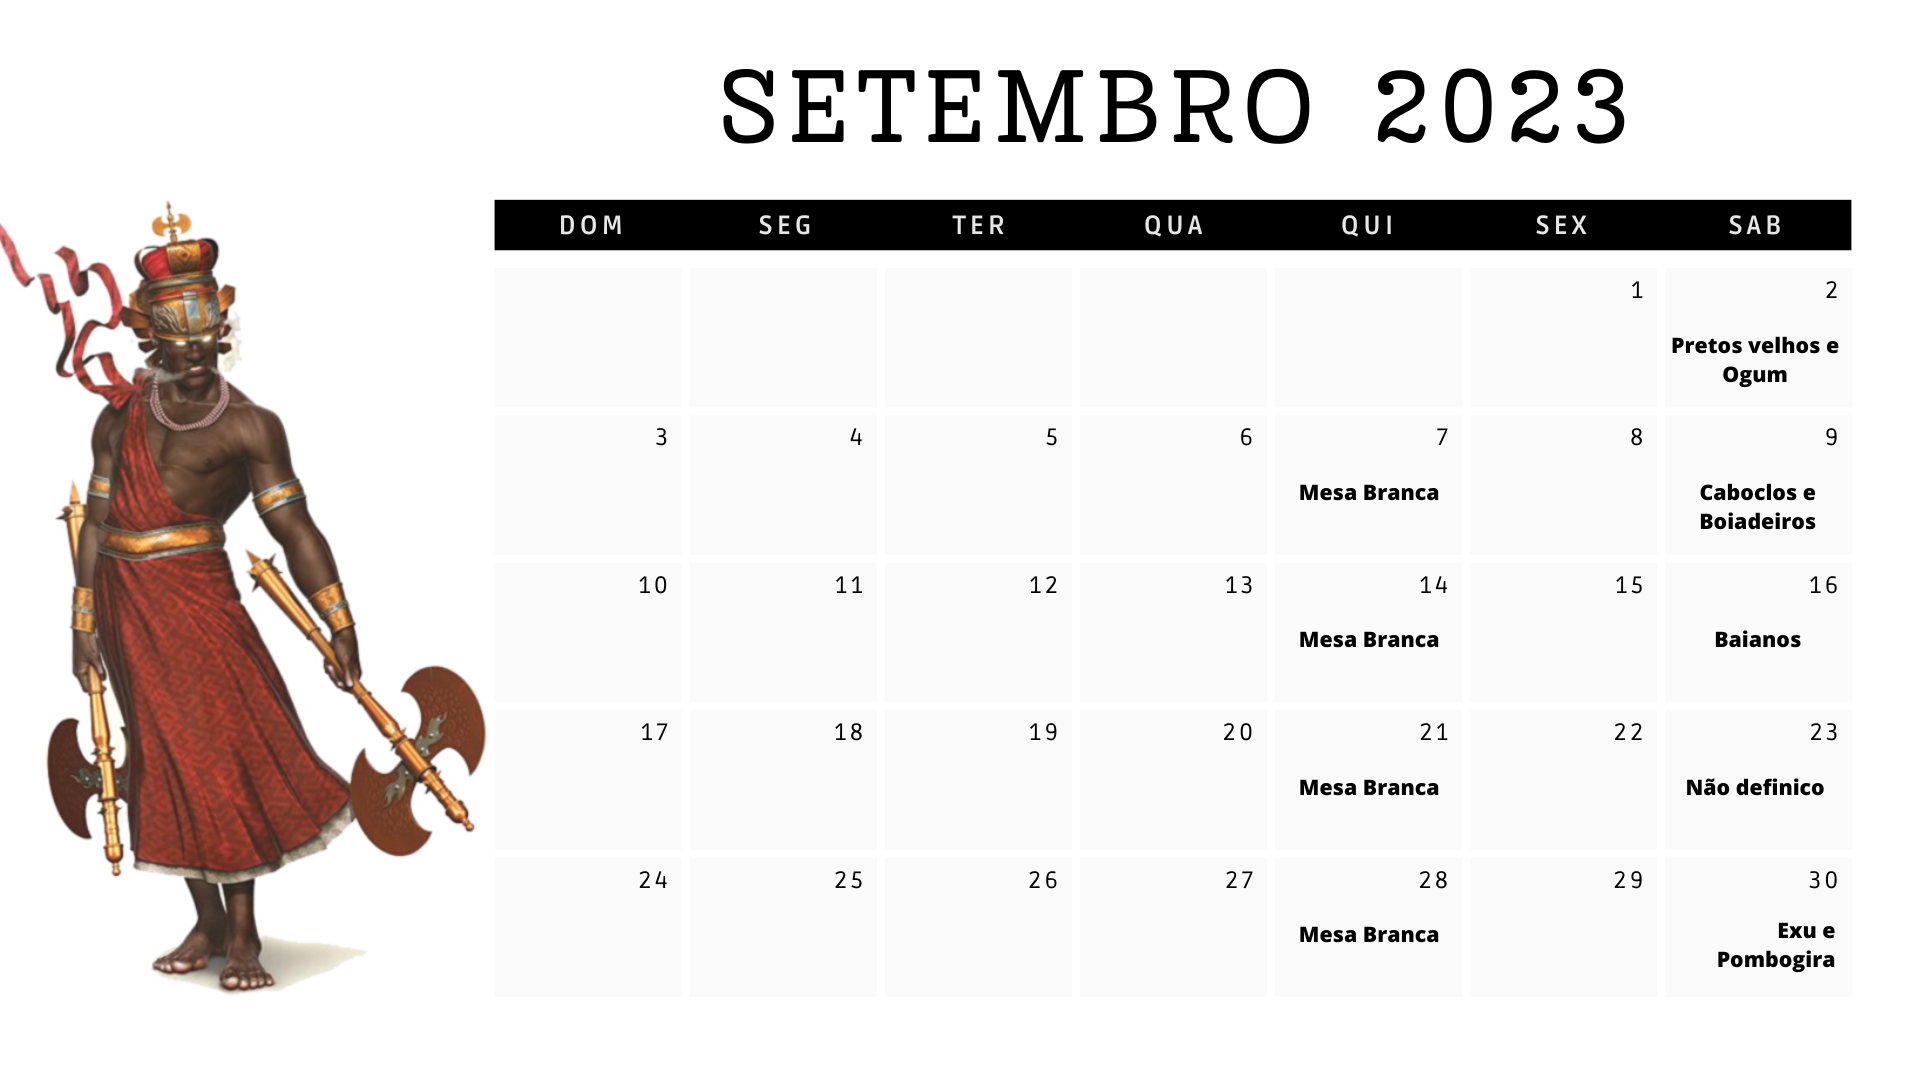 SETEMBRO 2023
DOM SEG TER QUA QUI SEX SAB
1 2
Pretos velhos e
Ogum
3 4 5 6 7 8 9
Mesa Branca
Caboclos e
Boiadeiros
10 11 12 13 14 15 16
Mesa Branca
Baianos
17 18 19 20 21 22 23
Mesa Branca
Não definico
24 25 26 27 28 29 30
Mesa Branca
Exu e
Pombogira